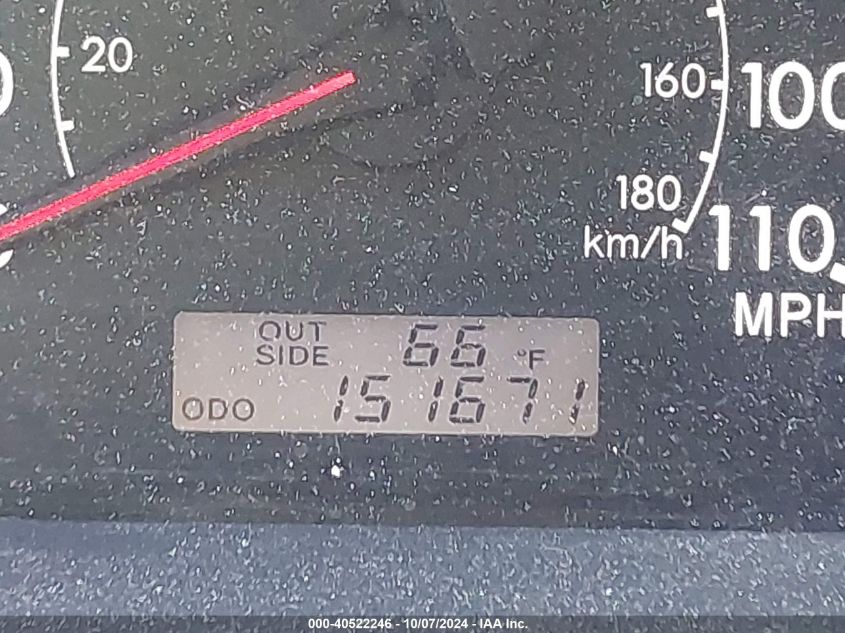 20
160
100
180
km/h
110
MPH
OUT
SIDE 66 °F
ODO 151671
000-40522246 - 10/07/2024 - IAA Inc.